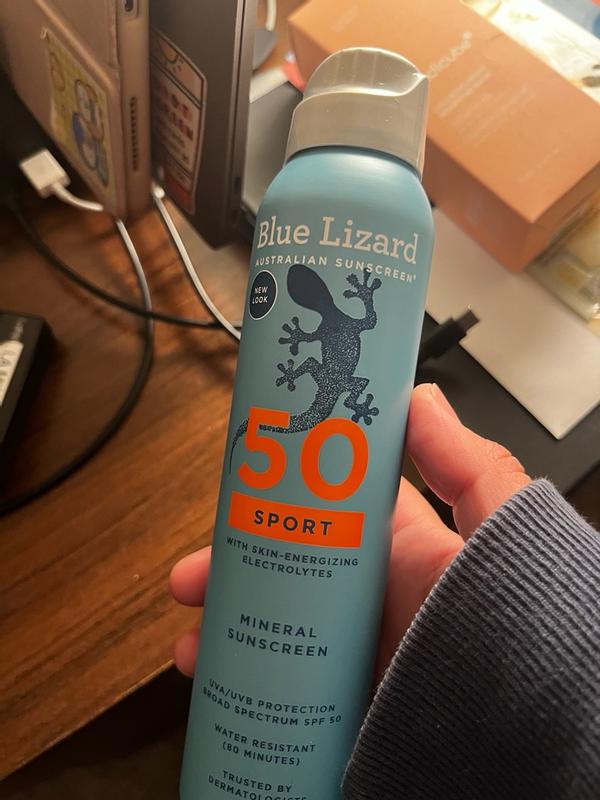 Blue Lizard
AUSTRALIAN SUNSCREEN®
NEW
LOOK
50
SPORT
WITH SKIN-ENERGIZING
ELECTROLYTES
MINERAL
SUNSCREEN
UVA/UVB PROTECTION
BROAD SPECTRUM SPF 50
WATER RESISTANT
(80 MINUTES)
TRUSTED BY
DERMATOLOGISTS